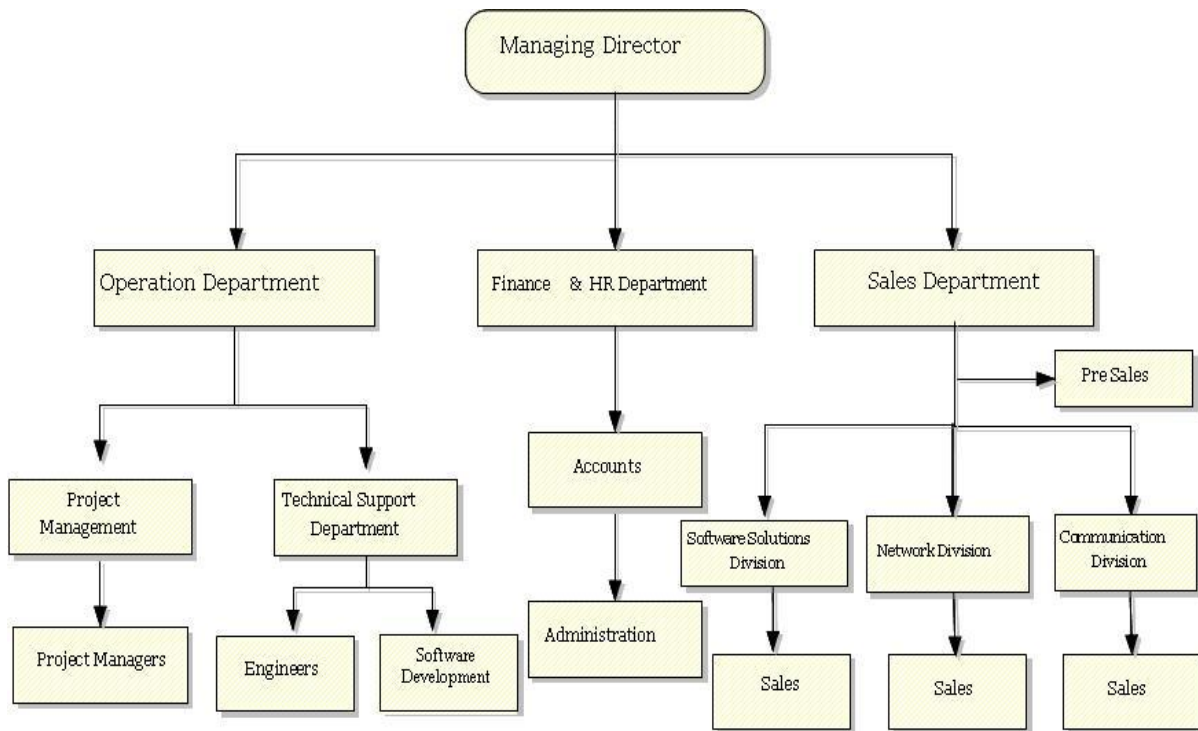 Managing Director
Operation Department
Finance & HR Department
Sales Department
Pre Sales
Project
Management
Technical Support
Department
Accounts
Software Solutions
Division
Network Division
Communication
Division
Project Managers
Engineers
Software
Development
Administration
Sales
Sales
Sales